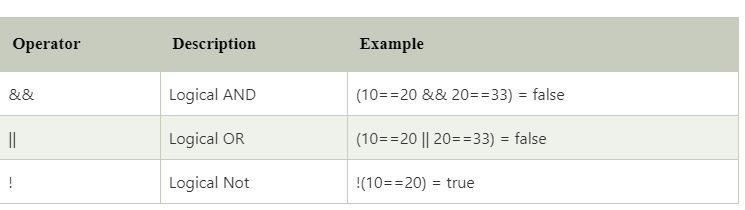 Operator Description Example
&& Logical AND (10==20 && 20==33) = false
|| Logical OR (10==20 || 20==33) = false
! Logical Not !(10==20) = true